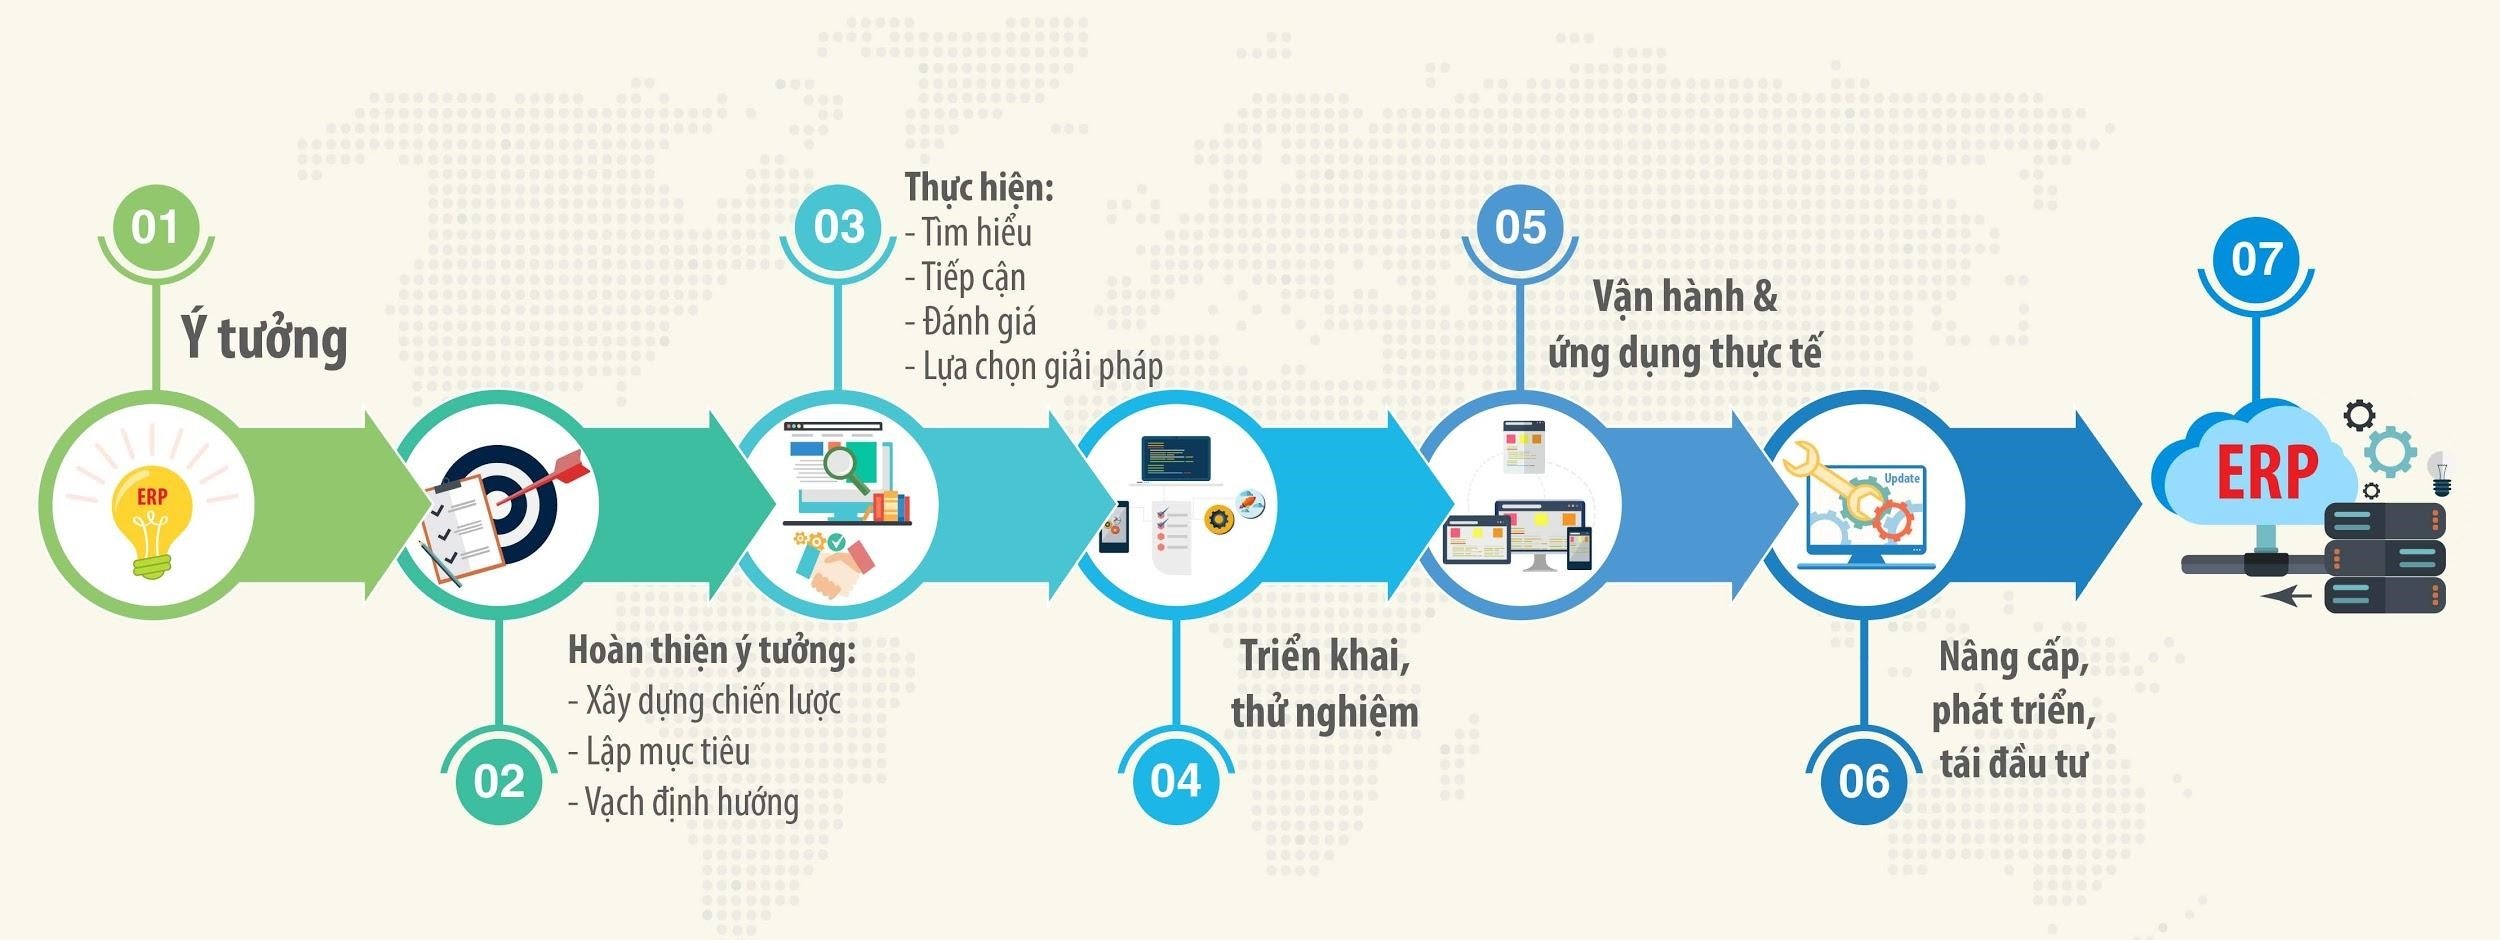 01
Ý tưởng
ERP
02
Hoàn thiện ý tưởng:
- Xây dựng chiến lược
- Lập mục tiêu
- Vạch định hướng
03
Thực hiện:
- Tìm hiểu
- Tiếp cận
- Đánh giá
- Lựa chọn giải pháp
04
Triển khai,
thử nghiệm
05
Vận hành &
ứng dụng thực tế
06
Nâng cấp,
phát triển,
tái đầu tư
Update
07
ERP